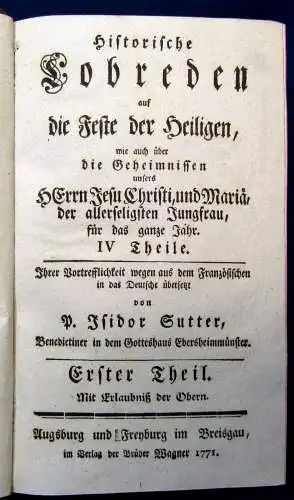 Historische
Lobreden
auf
die Feste der Heiligen,
wie auch über
die Geheimnissen
unsers
HErrn Jesu Christi, und Mariä,
der allerseligsten Jungfrau,
für das ganze Jahr.
IV Theile.
Ihrer Vortrefflichkeit wegen aus dem Französischen
in das Deutsche übersetzt
von
P. Isidor Sutter,
Benedictiner in dem Gotteshaus Ebersheimmünster.
Erster Theil.
Mit Erlaubniß der Obern.
Augsburg und Freyburg im Breisgau,
im Verlag der Brüder Wagner 1771.